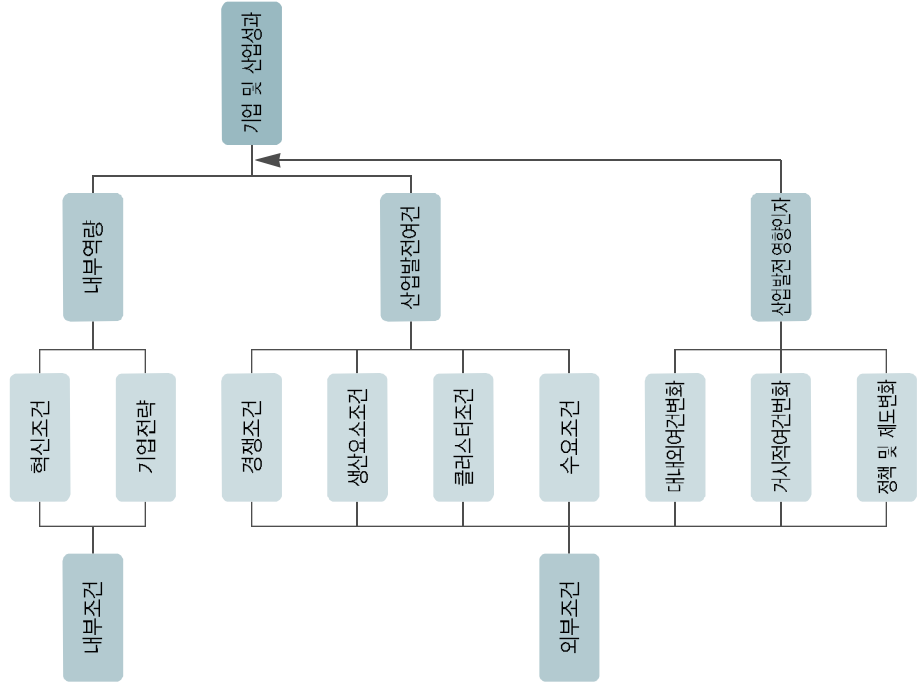 기업 및 산업성과
내부역량
산업발전여건
산업발전 영향인자
혁신조건
기업전략
경쟁조건
생산요소조건
클러스터조건
수요조건
대내외여건변화
거시적여건변화
정책 및 제도변화
내부조건
외부조건